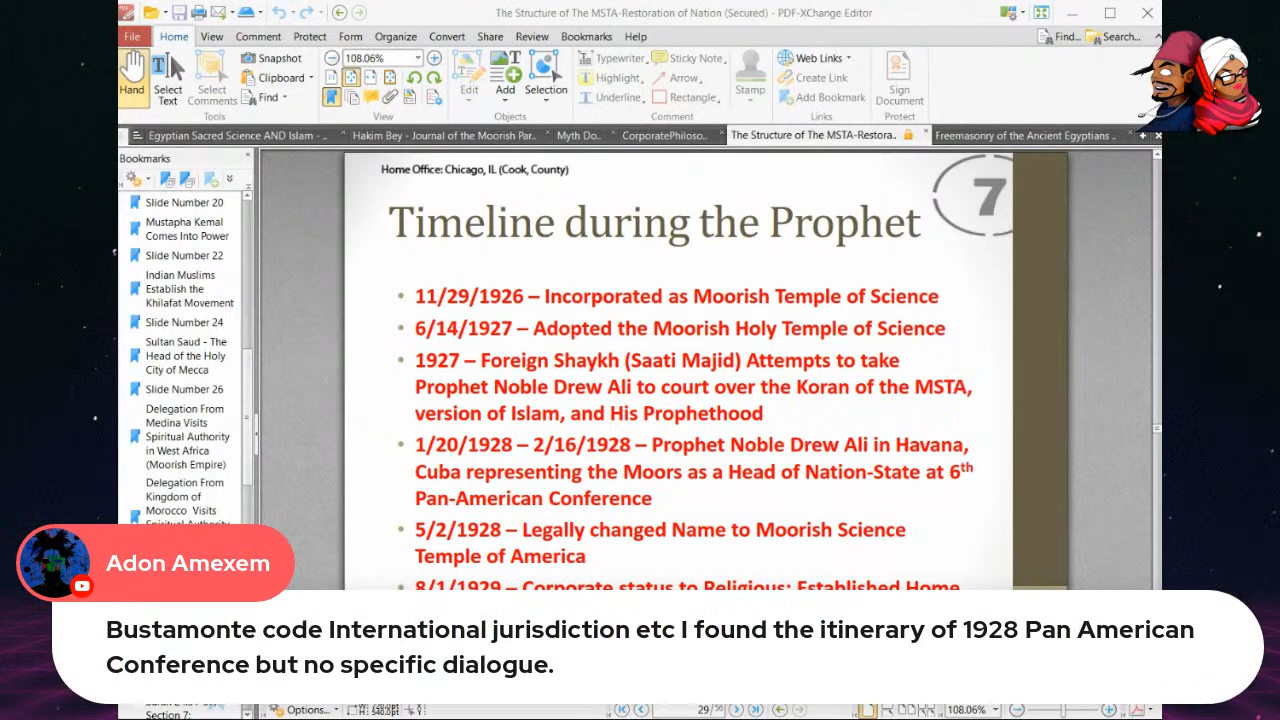 The Structure of The MSTA-Restoration of Nation (Secured) - PDF-XChange Editor
File Home View Comment Protect Form Organize Convert Share Review Bookmarks Help
Find... Search...
Hand
Select Text
Select Comments
Snapshot
Clipboard
Find
Tools
108.06%
View
Edit
Add
Selection
Objects
Typewriter
Highlight
Underline
Sticky Note
Arrow
Rectangle
Comment
Stamp
Web Links
Create Link
Add Bookmark
Links
Sign Document
Protect
Egyptian Sacred Science AND Islam - ...
Hakim Bey - Journal of the Moorish Par...
Myth Do...
CorporatePhiloso...
The Structure of The MSTA-Restora...
Freemasonry of the Ancient Egyptians
Bookmarks
Slide Number 20
Mustapha Kemal
Comes Into Power
Slide Number 22
Indian Muslims
Establish the
Khilafat Movement
Slide Number 24
Sultan Saud - The
Head of the Holy
City of Mecca
Slide Number 26
Delegation From
Medina Visits
Spiritual Authority
in West Africa
(Moorish Empire)
Delegation From
Kingdom of
Morocco Visits
Home Office: Chicago, IL (Cook, County)
7
Timeline during the Prophet
• 11/29/1926 – Incorporated as Moorish Temple of Science
• 6/14/1927 – Adopted the Moorish Holy Temple of Science
• 1927 – Foreign Shaykh (Saati Majid) Attempts to take
Prophet Noble Drew Ali to court over the Koran of the MSTA,
version of Islam, and His Prophethood
• 1/20/1928 – 2/16/1928 – Prophet Noble Drew Ali in Havana,
Cuba representing the Moors as a Head of Nation-State at 6th
Pan-American Conference
• 5/2/1928 – Legally changed Name to Moorish Science
Temple of America
• 8/1/1929 – Corporate status to Religious; Established Home
Adon Amexem
Bustamonte code International jurisdiction etc I found the itinerary of 1928 Pan American
Conference but no specific dialogue.
Section 7:
Options...
29
108.06%